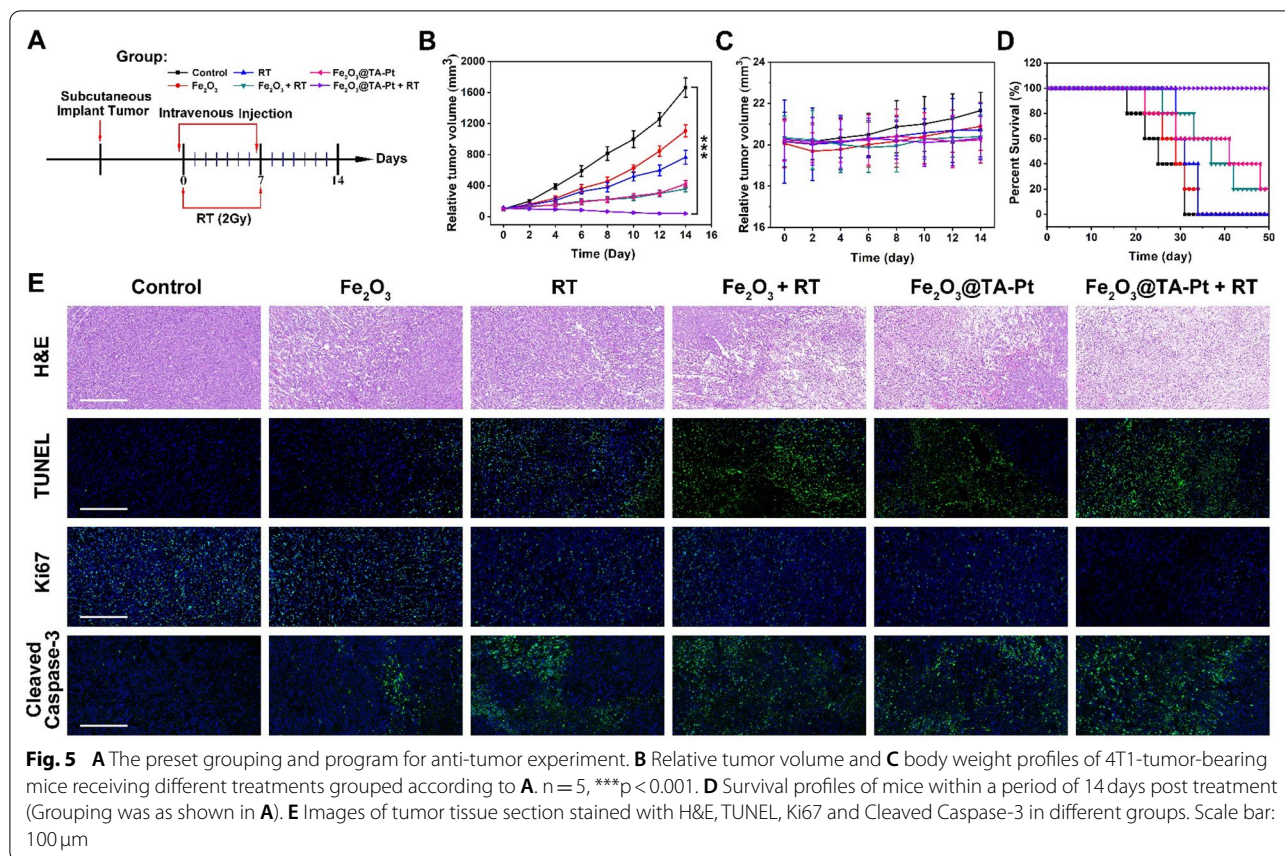 A
Group:
Control RT Fe₂O₃@TA-Pt
Fe₂O₃ Fe₂O₃ + RT Fe₂O₃@TA-Pt + RT
Subcutaneous
Implant Tumor
Intravenous Injection
Days
0 7 14
RT (2Gy)
B
Relative tumor volume (mm³)
1600
1200
800
400
0
0 2 4 6 8 10 12 14 16
Time (Day)
***
C
Relative tumor volume (mm³)
24
22
20
18
16
0 2 4 6 8 10 12 14
Time (day)
D
Percent Survival (%)
120
100
80
60
40
20
0
0 10 20 30 40 50
Time (day)
E
Control Fe₂O₃ RT Fe₂O₃ + RT Fe₂O₃@TA-Pt Fe₂O₃@TA-Pt + RT
H&E
TUNEL
Ki67
Cleaved
Caspase-3
Fig. 5 A The preset grouping and program for anti-tumor experiment. B Relative tumor volume and C body weight profiles of 4T1-tumor-bearing
mice receiving different treatments grouped according to A. n = 5, ***p < 0.001. D Survival profiles of mice within a period of 14 days post treatment
(Grouping was as shown in A). E Images of tumor tissue section stained with H&E, TUNEL, Ki67 and Cleaved Caspase-3 in different groups. Scale bar:
100 μm